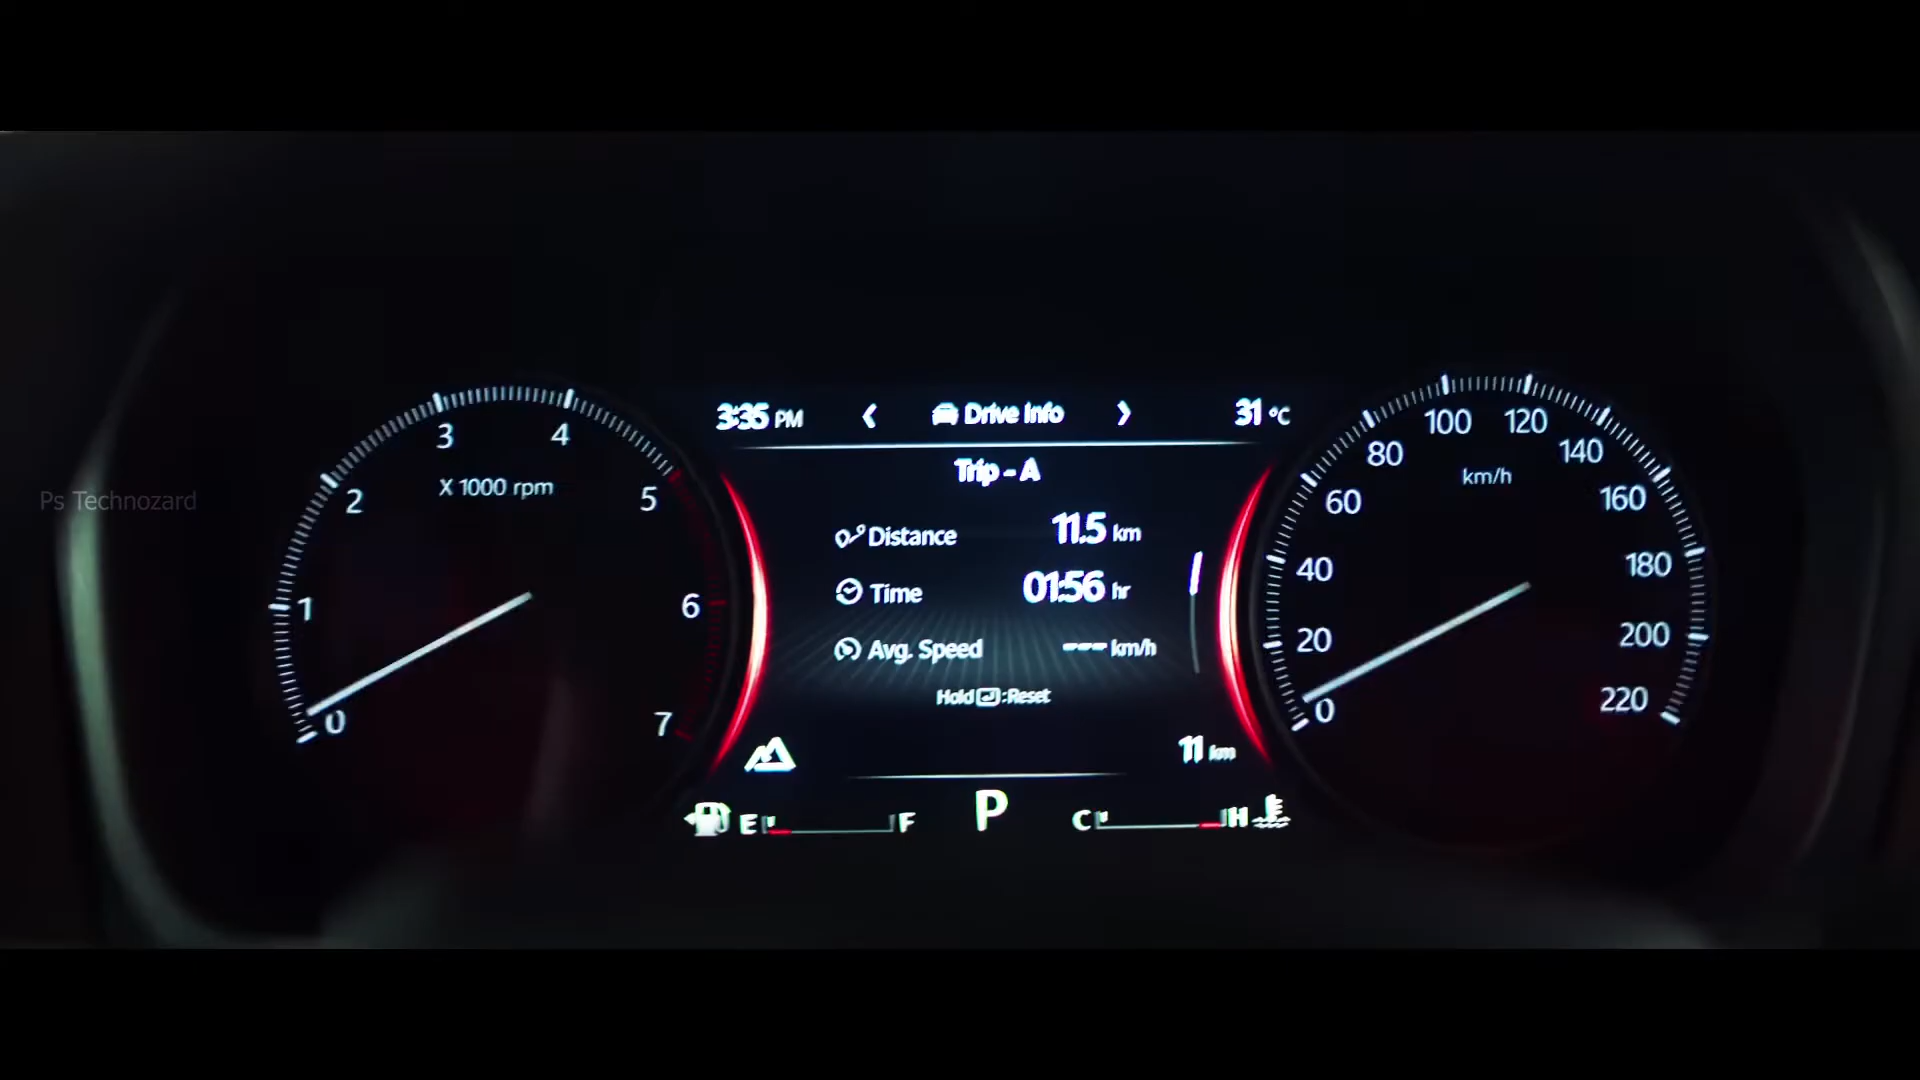 3:35 PM
Drive Info
31 °C
Trip - A
Distance 11.5 km
Time 01:56 hr
Avg. Speed --- km/h
Hold :Reset
11 km
E F
P
C H
0
1
2
3
4
5
6
7
X 1000 rpm
0
20
40
60
80
100
120
140
160
180
200
220
km/h
Ps Technozard